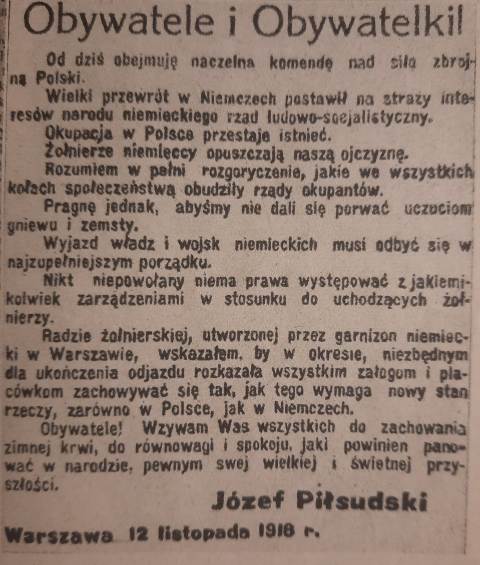 Obywatele i Obywatelki!
Od dziś obejmuję naczelna komendę nad siłą zbroj-
ną Polski.
Wielki przewrót w Niemczech postawił na straży inte-
resów narodu niemieckiego rzad ludowo-socjalistyczny.
Okupacja w Polsce przestaje istnieć.
Żołnierze niemieccy opuszczają naszą ojczyznę.
Rozumiem w pełni rozgoryczenie, jakie we wszystkich
kołach społeczeństwa obudziły rządy okupantów.
Pragnę jednak, abyśmy nie dali się porwać uczuciom
gniewu i zemsty.
Wyjazd władz i wojsk niemieckich musi odbyć się w
najzupełniejszym porządku.
Nikt niepowołany niema prawa występować z jakiemi-
kolwiek zarządzeniami w stosunku do uchodzących żoł-
nierzy.
Radzie żołnierskiej, utworzonej przez garnizon niemiec-
ki w Warszawie, wskazałem, by w okresie, niezbędnym
dla ukończenia odjazdu rozkazała wszystkim załogom i pla-
cówkom zachowywać się tak, jak tego wymaga nowy stan
rzeczy, zarówno w Polsce, jak w Niemczech.
Obywatele! Wzywam Was wszystkich do zachowania
zimnej krwi, do równowagi i spokoju, jaki powinien pano-
wać w narodzie, pewnym swej wielkiej i świetnej przy-
szłości.
Józef Piłsudski
Warszawa 12 listopada 1918 r.